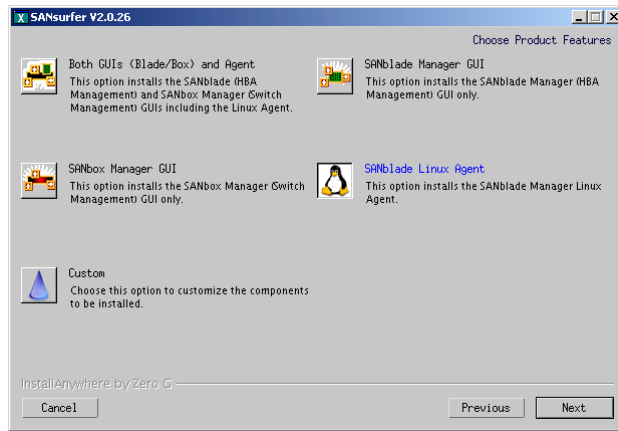 SANsurfer V2.0.26
Choose Product Features
Both GUIs (Blade/Box) and Agent
This option installs the SANblade (HBA
Management) and SANbox Manager (Switch
Management) GUIs including the Linux Agent.
SANblade Manager GUI
This option installs the SANblade Manager (HBA
Management) GUI only.
SANbox Manager GUI
This option installs the SANbox Manager (Switch
Management) GUI only.
SANblade Linux Agent
This option installs the SANblade Manager Linux
Agent.
Custom
Choose this option to customize the components
to be installed.
InstallAnywhere by Zero G
Cancel
Previous
Next